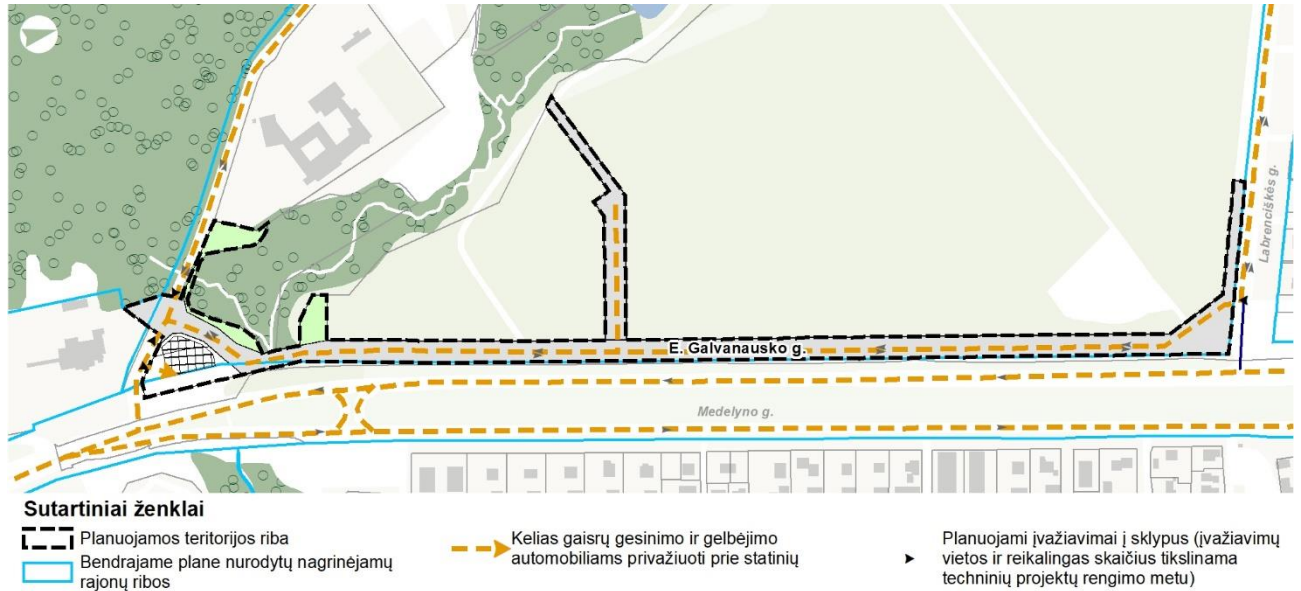 Labrenciškės g.
E. Galvanausko g.
Medelyno g.
Sutartiniai ženklai
Planuojamos teritorijos riba
Bendrajame plane nurodytų nagrinėjamų
rajonų ribos
Kelias gaisrų gesinimo ir gelbėjimo
automobiliams privažiuoti prie statinių
Planuojami įvažiavimai į sklypus (įvažiavimų
vietos ir reikalingas skaičius tikslinama
techninių projektų rengimo metu)